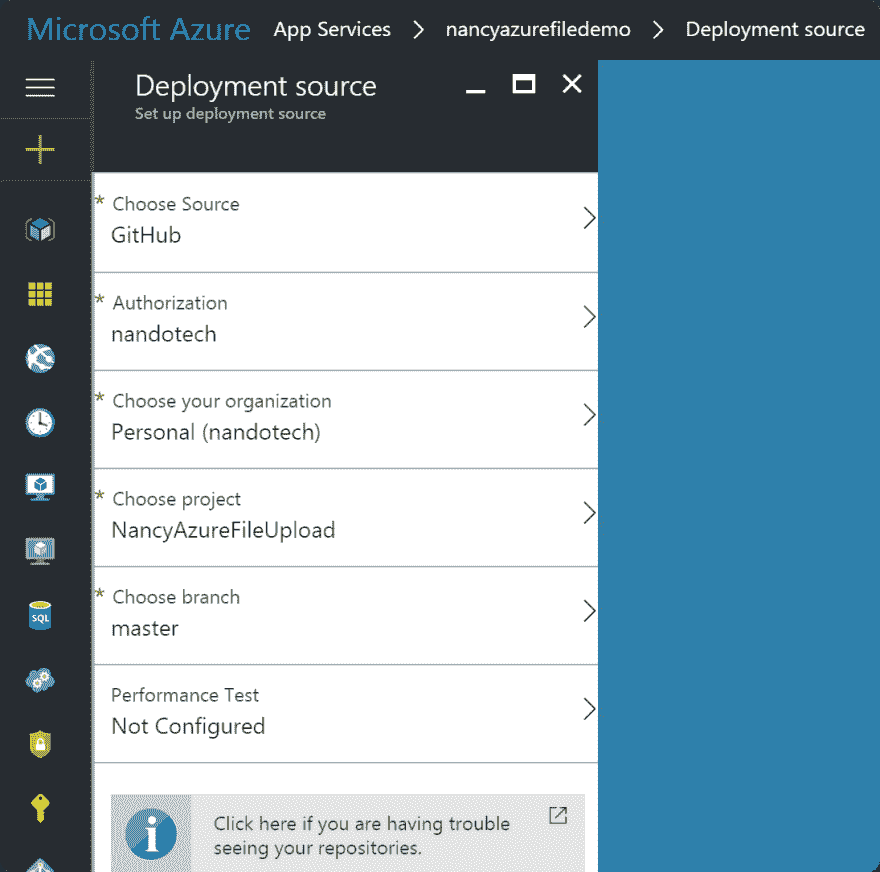 Microsoft Azure App Services > nancyazurefiledemo > Deployment source
Deployment source
Set up deployment source
* Choose Source
GitHub
* Authorization
nandotech
* Choose your organization
Personal (nandotech)
* Choose project
NancyAzureFileUpload
* Choose branch
master
Performance Test
Not Configured
SQL
Click here if you are having trouble
seeing your repositories.